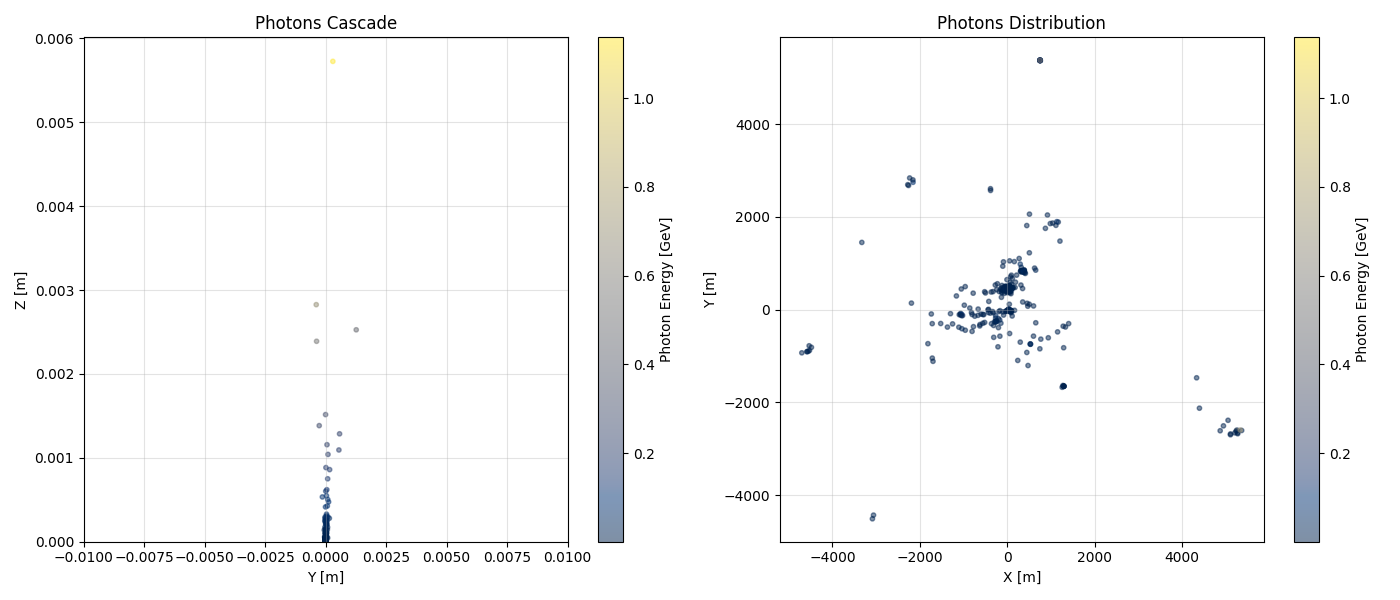 Photons Cascade
0.006
0.005
0.004
0.003
0.002
0.001
0.000
Z [m]
−0.0100 −0.0075 −0.0050 −0.0025 0.0000 0.0025 0.0050 0.0075 0.0100
Y [m]
1.0
0.8
0.6
0.4
0.2
Photon Energy [GeV]
Photons Distribution
4000
2000
0
−2000
−4000
Y [m]
−4000 −2000 0 2000 4000
X [m]
1.0
0.8
0.6
0.4
0.2
Photon Energy [GeV]